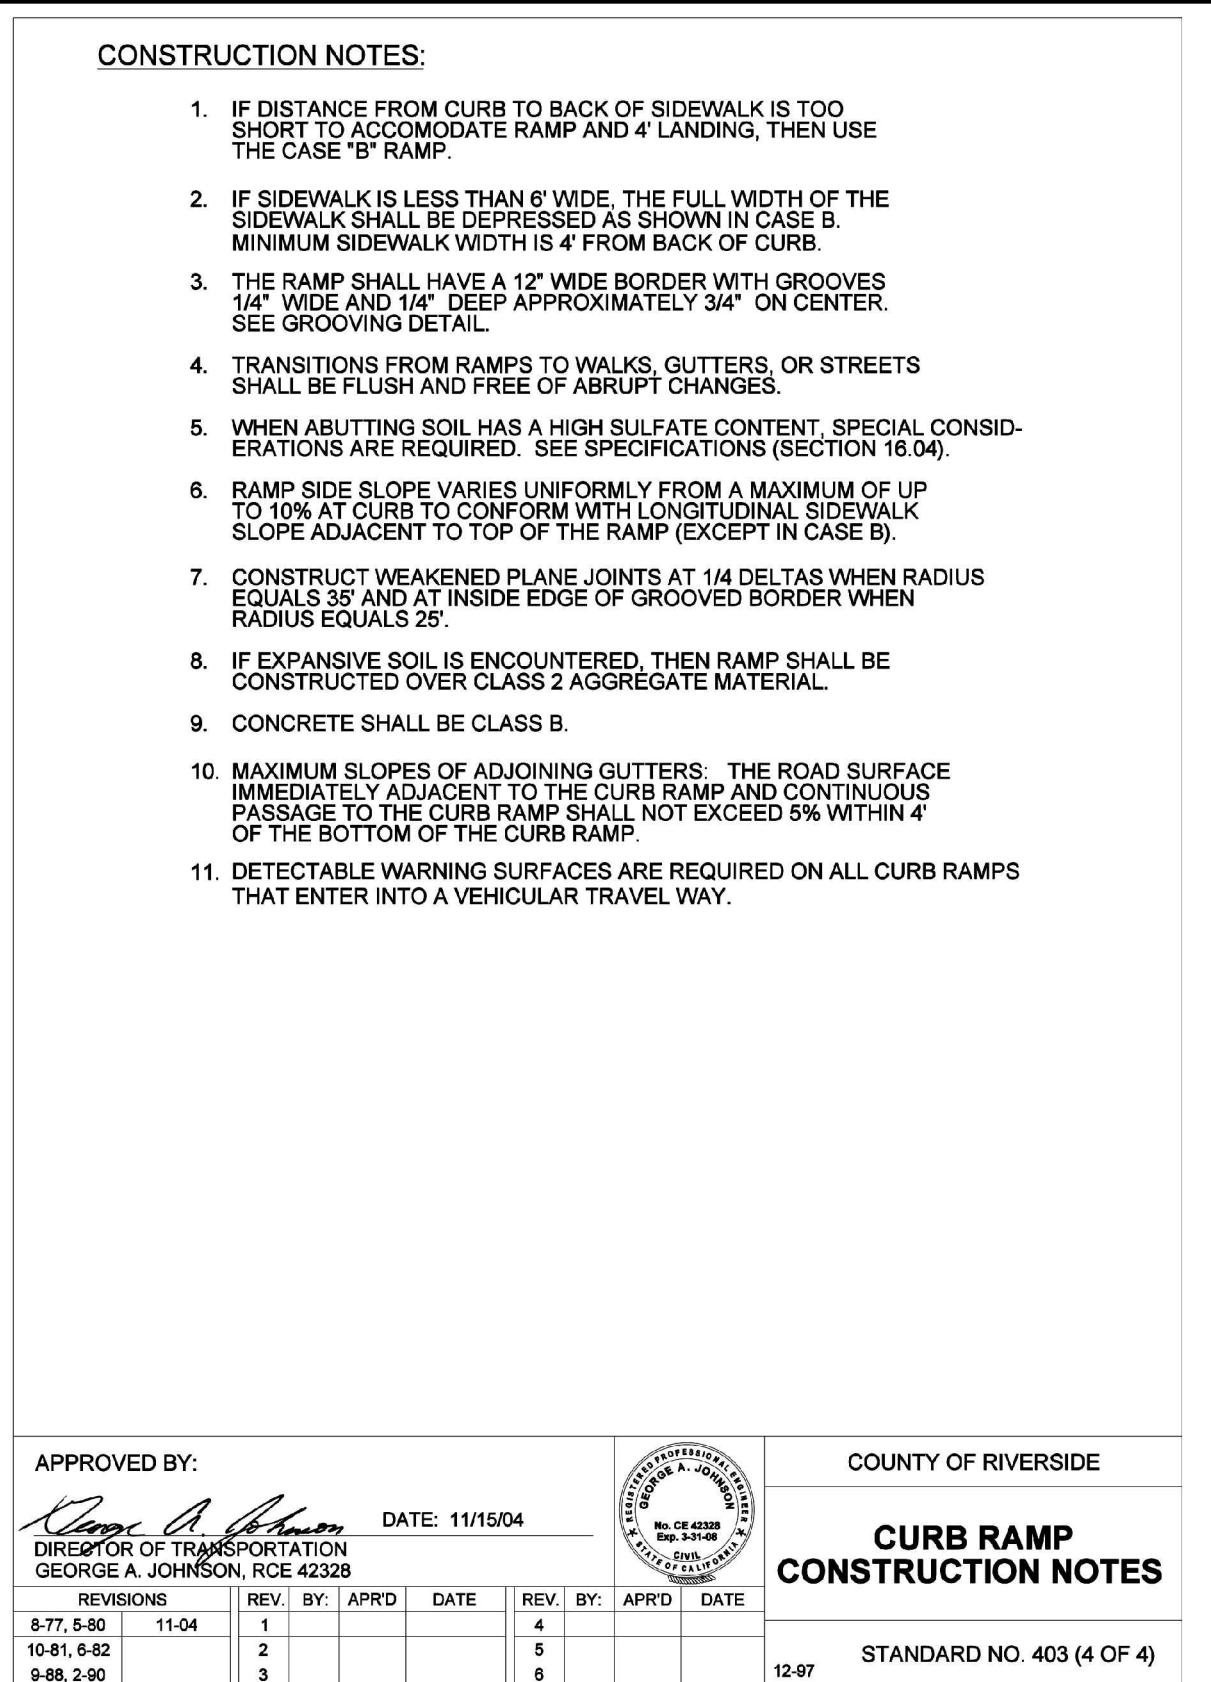 CONSTRUCTION NOTES:
1. IF DISTANCE FROM CURB TO BACK OF SIDEWALK IS TOO
SHORT TO ACCOMODATE RAMP AND 4' LANDING, THEN USE
THE CASE "B" RAMP.
2. IF SIDEWALK IS LESS THAN 6' WIDE, THE FULL WIDTH OF THE
SIDEWALK SHALL BE DEPRESSED AS SHOWN IN CASE B.
MINIMUM SIDEWALK WIDTH IS 4' FROM BACK OF CURB.
3. THE RAMP SHALL HAVE A 12" WIDE BORDER WITH GROOVES
1/4" WIDE AND 1/4" DEEP APPROXIMATELY 3/4" ON CENTER.
SEE GROOVING DETAIL.
4. TRANSITIONS FROM RAMPS TO WALKS, GUTTERS, OR STREETS
SHALL BE FLUSH AND FREE OF ABRUPT CHANGES.
5. WHEN ABUTTING SOIL HAS A HIGH SULFATE CONTENT, SPECIAL CONSID-
ERATIONS ARE REQUIRED. SEE SPECIFICATIONS (SECTION 16.04).
6. RAMP SIDE SLOPE VARIES UNIFORMLY FROM A MAXIMUM OF UP
TO 10% AT CURB TO CONFORM WITH LONGITUDINAL SIDEWALK
SLOPE ADJACENT TO TOP OF THE RAMP (EXCEPT IN CASE B).
7. CONSTRUCT WEAKENED PLANE JOINTS AT 1/4 DELTAS WHEN RADIUS
EQUALS 35' AND AT INSIDE EDGE OF GROOVED BORDER WHEN
RADIUS EQUALS 25'.
8. IF EXPANSIVE SOIL IS ENCOUNTERED, THEN RAMP SHALL BE
CONSTRUCTED OVER CLASS 2 AGGREGATE MATERIAL.
9. CONCRETE SHALL BE CLASS B.
10. MAXIMUM SLOPES OF ADJOINING GUTTERS: THE ROAD SURFACE
IMMEDIATELY ADJACENT TO THE CURB RAMP AND CONTINUOUS
PASSAGE TO THE CURB RAMP SHALL NOT EXCEED 5% WITHIN 4'
OF THE BOTTOM OF THE CURB RAMP.
11. DETECTABLE WARNING SURFACES ARE REQUIRED ON ALL CURB RAMPS
THAT ENTER INTO A VEHICULAR TRAVEL WAY.
APPROVED BY:
George A. Johnson
DATE: 11/15/04
DIRECTOR OF TRANSPORTATION
GEORGE A. JOHNSON, RCE 42328
REGISTERED PROFESSIONAL ENGINEER
GEORGE A. JOHNSON
No. CE 42328
Exp. 3-31-08
CIVIL
STATE OF CALIFORNIA
COUNTY OF RIVERSIDE
CURB RAMP
CONSTRUCTION NOTES
STANDARD NO. 403 (4 OF 4)
12-97
REVISIONS REV. BY: APR'D DATE REV. BY: APR'D DATE
8-77, 5-80 11-04 1 4
10-81, 6-82 2 5
9-88, 2-90 3 6